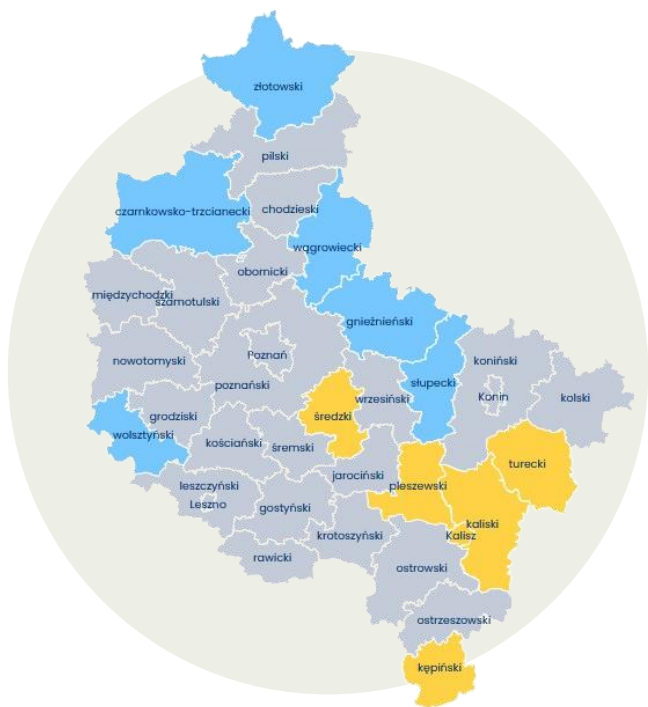 złotowski
pilski
czarnkowsko-trzcianecki
chodzieski
wągrowiecki
obornicki
międzychodzki
szamotulski
gnieźnieński
nowotomyski
Poznań
koniński
poznański
słupecki
Konin
kolski
wrzesiński
średzki
grodziski
wolsztyński
kościański
śremski
turecki
jarociński
leszczyński
pleszewski
Leszno
gostyński
kaliski
krotoszyński
Kalisz
rawicki
ostrowski
ostrzeszowski
kępiński